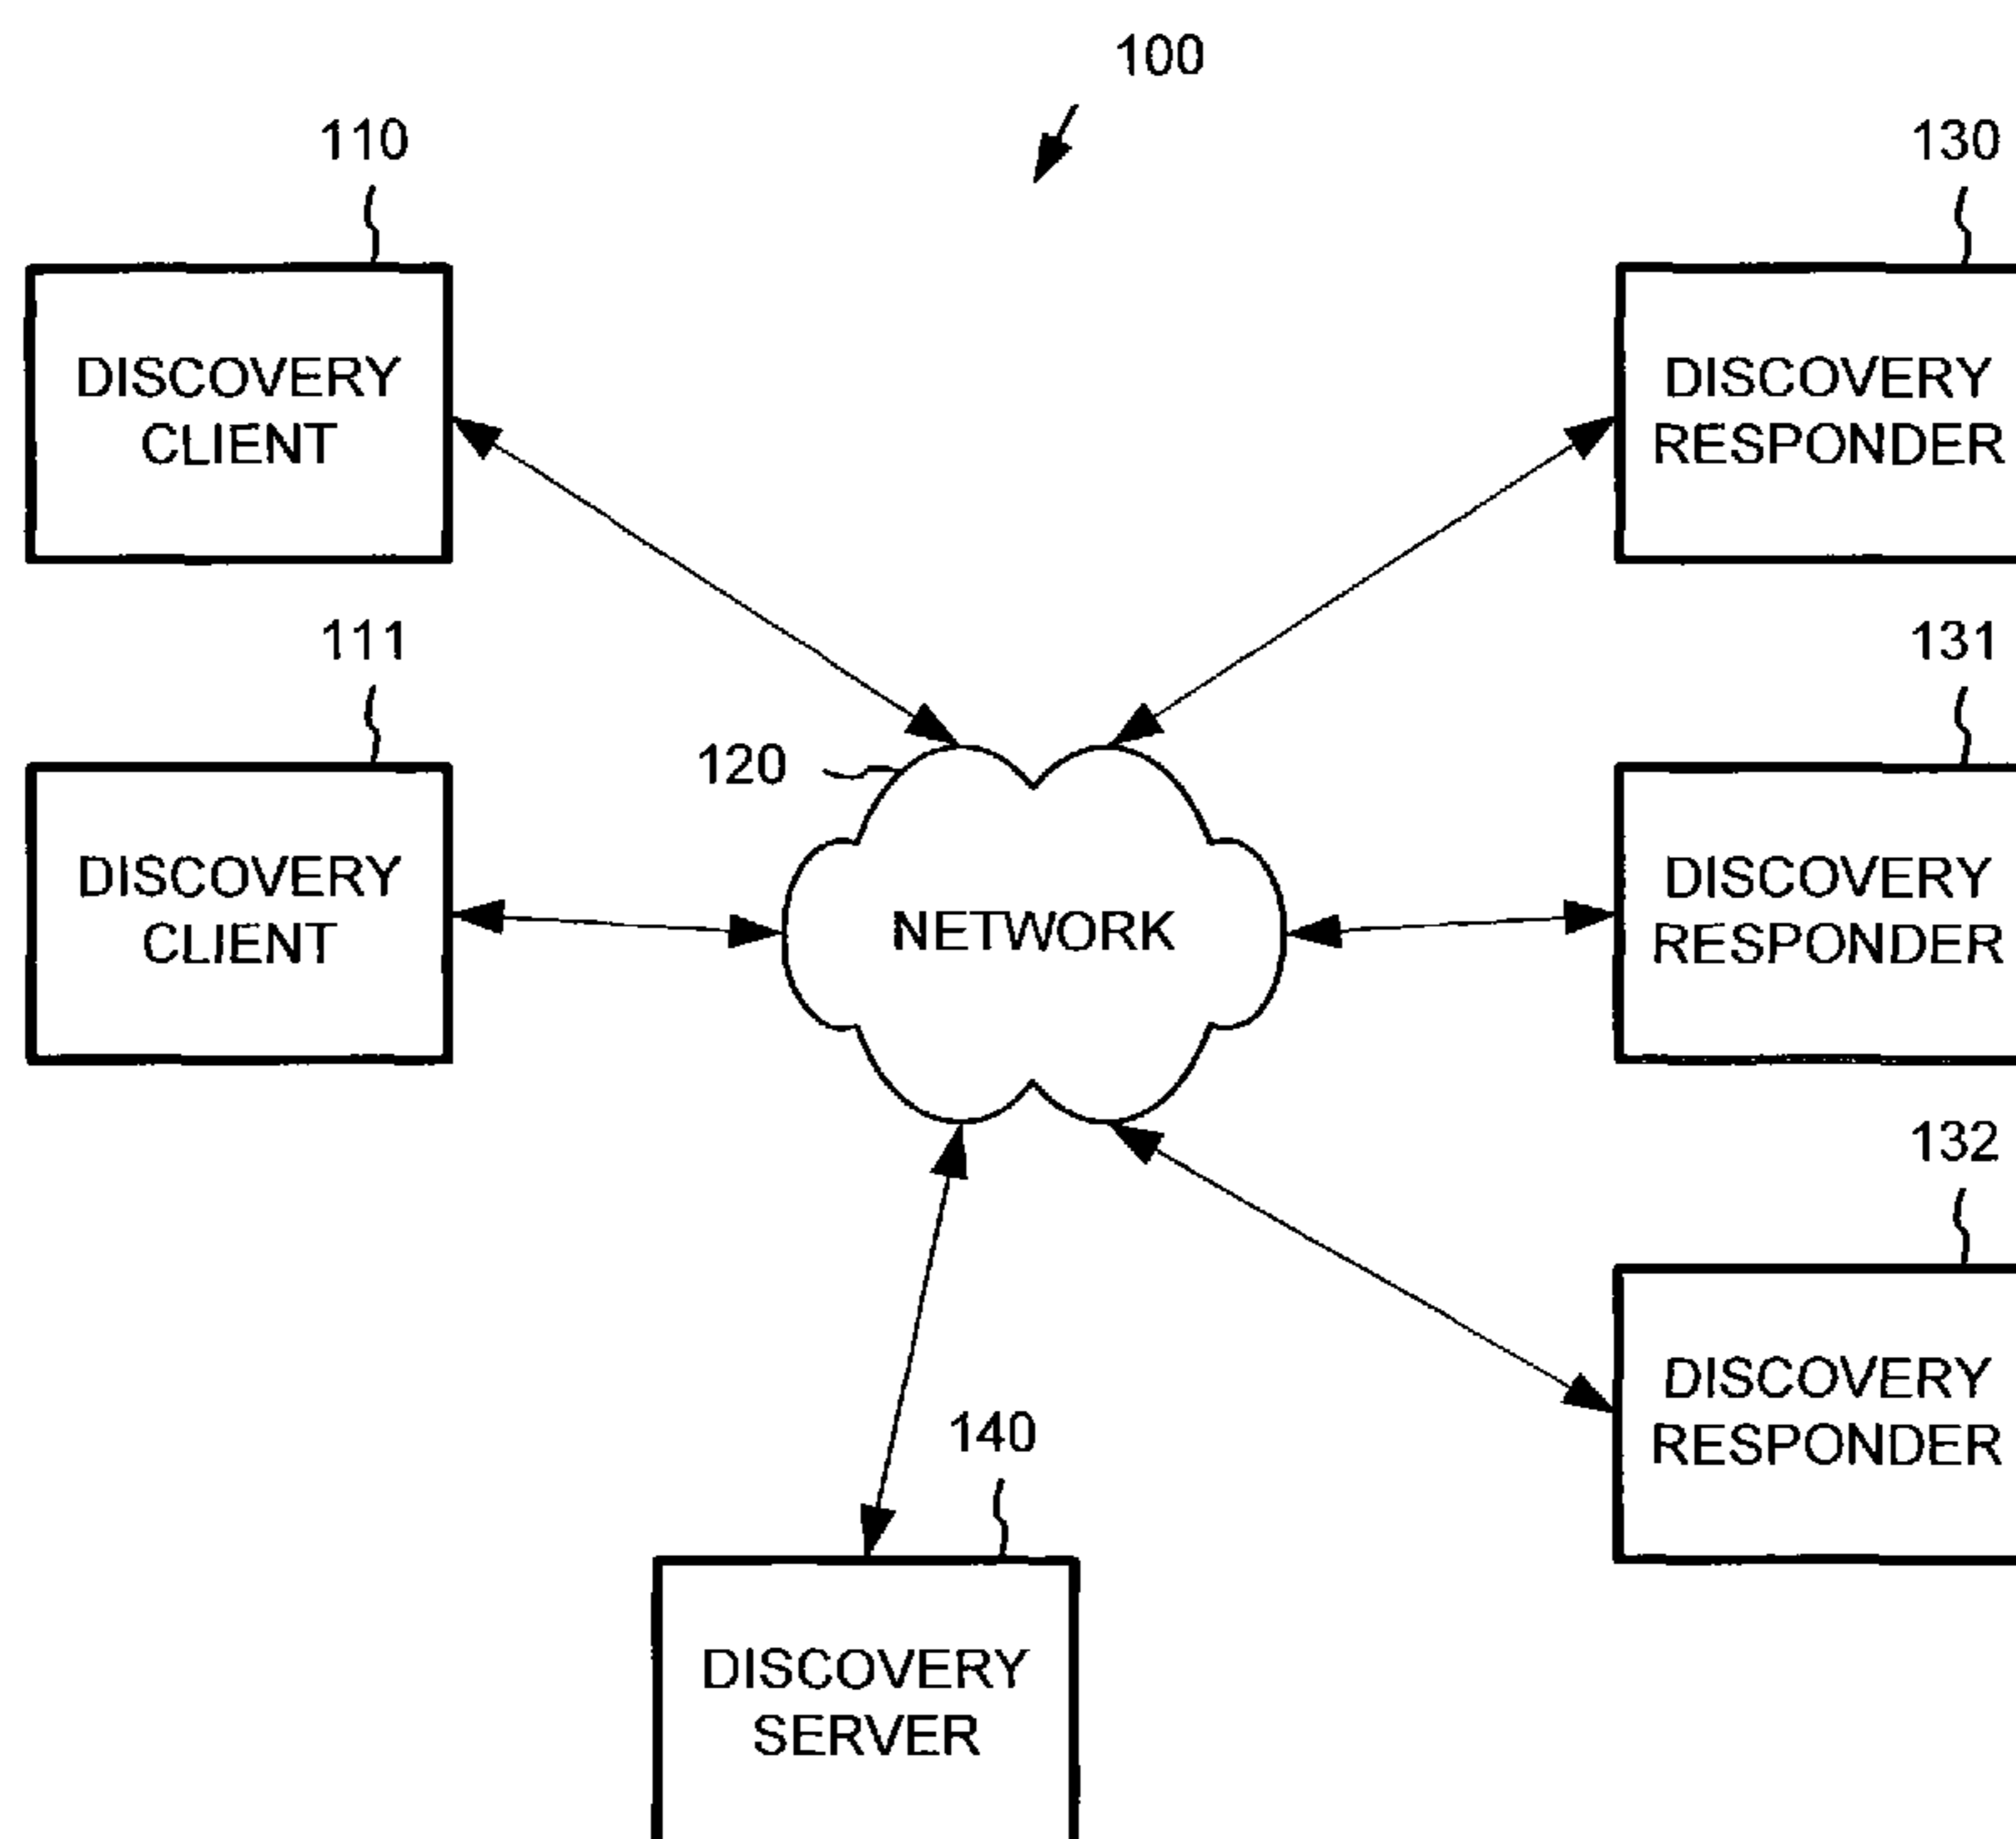 100
110
130
DISCOVERY
CLIENT
DISCOVERY
RESPONDER
111
131
120
DISCOVERY
CLIENT
NETWORK
DISCOVERY
RESPONDER
132
DISCOVERY
RESPONDER
140
DISCOVERY
SERVER